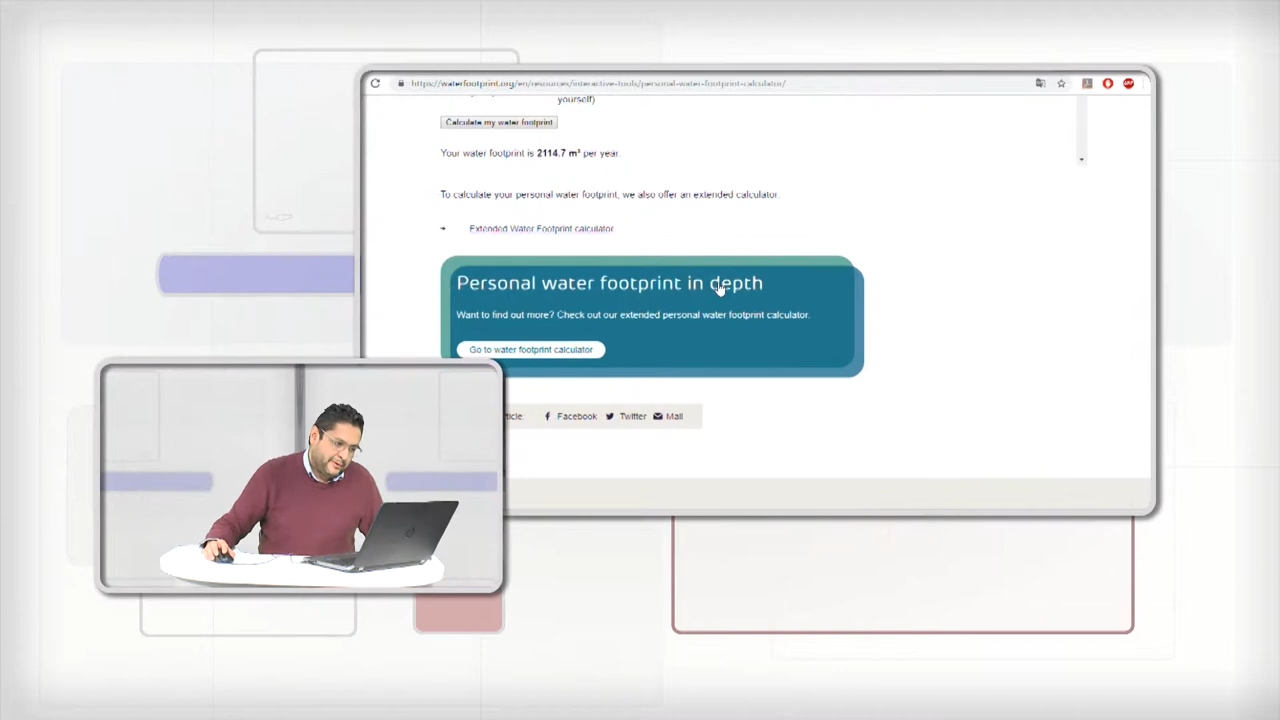 https://waterfootprint.org/en/resources/interactive-tools/personal-water-footprint-calculator/
yourself)
Calculate my water footprint
Your water footprint is 2114.7 m³ per year.
To calculate your personal water footprint, we also offer an extended calculator.
Extended Water Footprint calculator
Personal water footprint in depth
Want to find out more? Check out our extended personal water footprint calculator.
Go to water footprint calculator
Facebook Twitter Mail